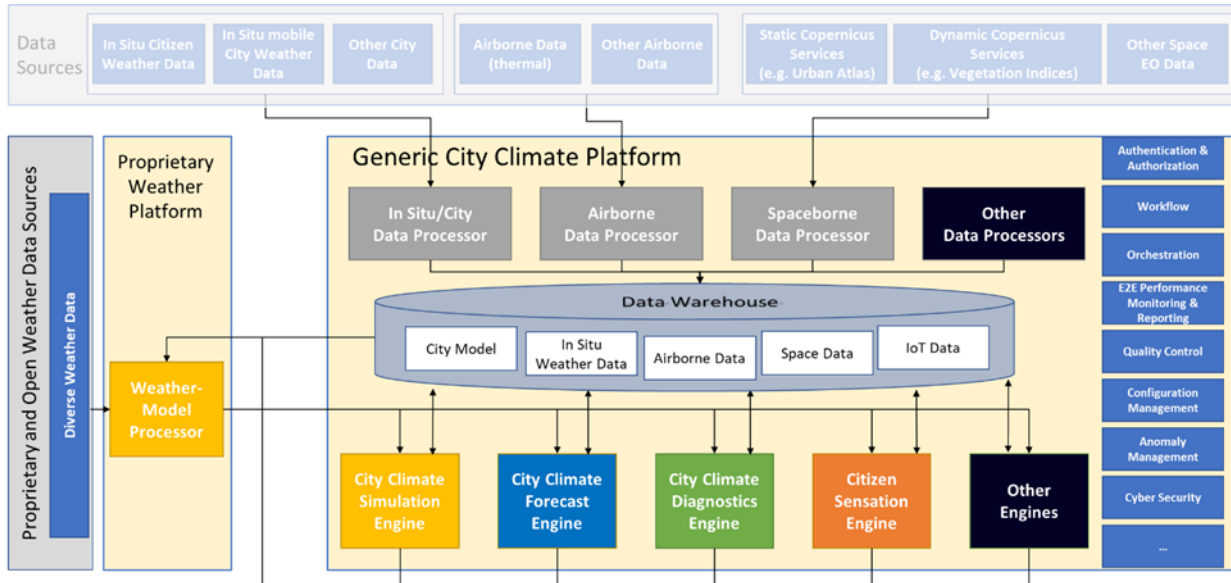 Data
Sources
In Situ Citizen
Weather Data
In Situ mobile
City Weather
Data
Other City
Data
Airborne Data
(thermal)
Other Airborne
Data
Static Copernicus
Services
(e.g. Urban Atlas)
Dynamic Copernicus
Services
(e.g. Vegetation Indices)
Other Space
EO Data
Proprietary and Open Weather Data Sources
Diverse Weather Data
Proprietary
Weather
Platform
Weather-
Model
Processor
Generic City Climate Platform
In Situ/City
Data Processor
Airborne
Data Processor
Spaceborne
Data Processor
Other
Data Processors
Data Warehouse
City Model
In Situ
Weather Data
Airborne Data
Space Data
IoT Data
City Climate
Simulation
Engine
City Climate
Forecast
Engine
City Climate
Diagnostics
Engine
Citizen
Sensation
Engine
Other
Engines
Authentication &
Authorization
Workflow
Orchestration
E2E Performance
Monitoring &
Reporting
Quality Control
Configuration
Management
Anomaly
Management
Cyber Security
...